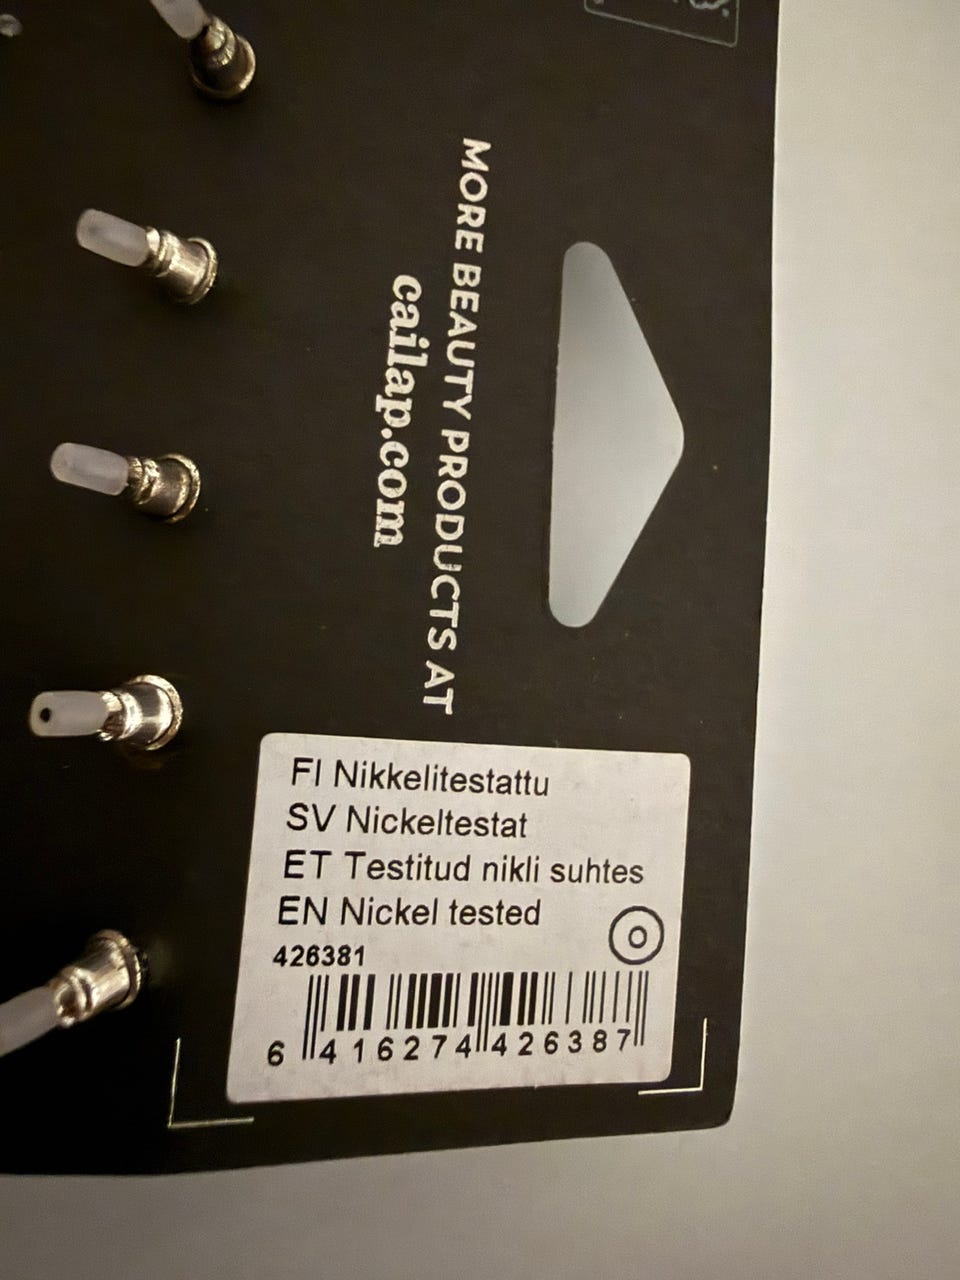 MORE BEAUTY PRODUCTS AT
cailap.com
FI Nikkelitestattu
SV Nickeltestat
ET Testitud nikli suhtes
EN Nickel tested
426381
6 416274 426387